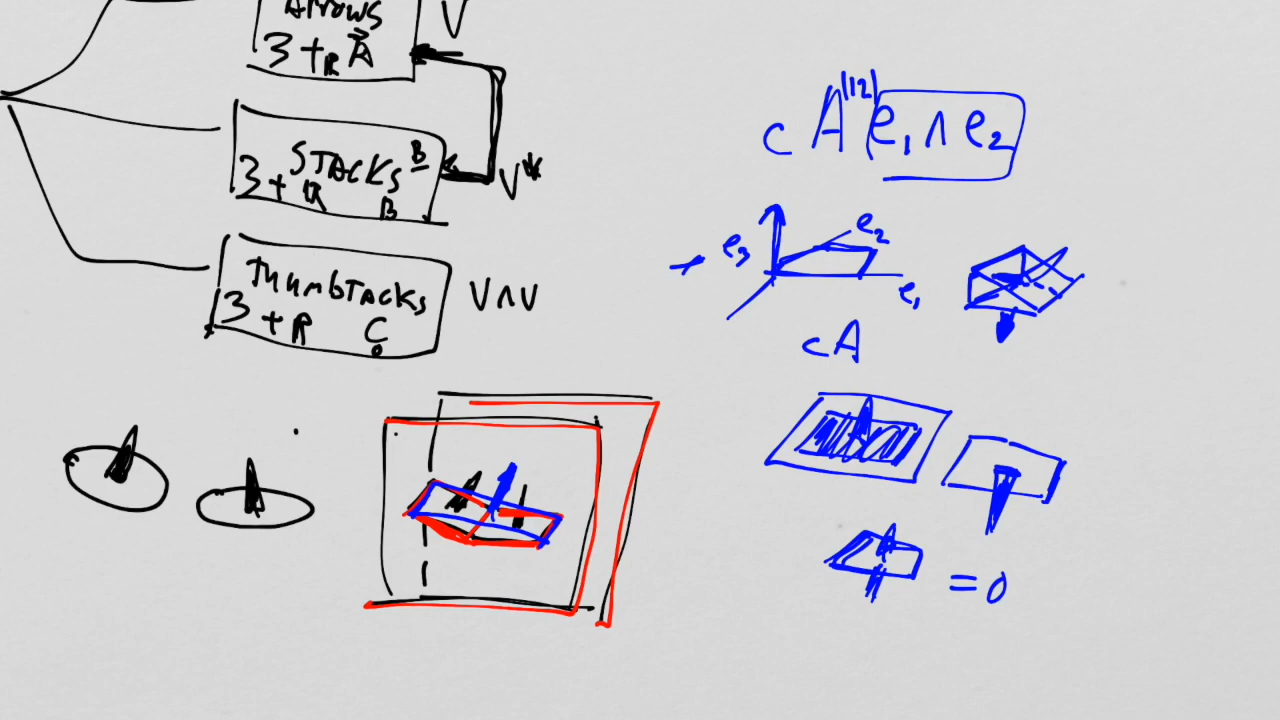 ARROWS
3 + R A⃗
V
STACKS B
3 + R B
V*
THUMBTACKS
3 + R C
V ∧ V
c A^|12| e₁ ∧ e₂
e₃
e₂
e₁
cA
= 0